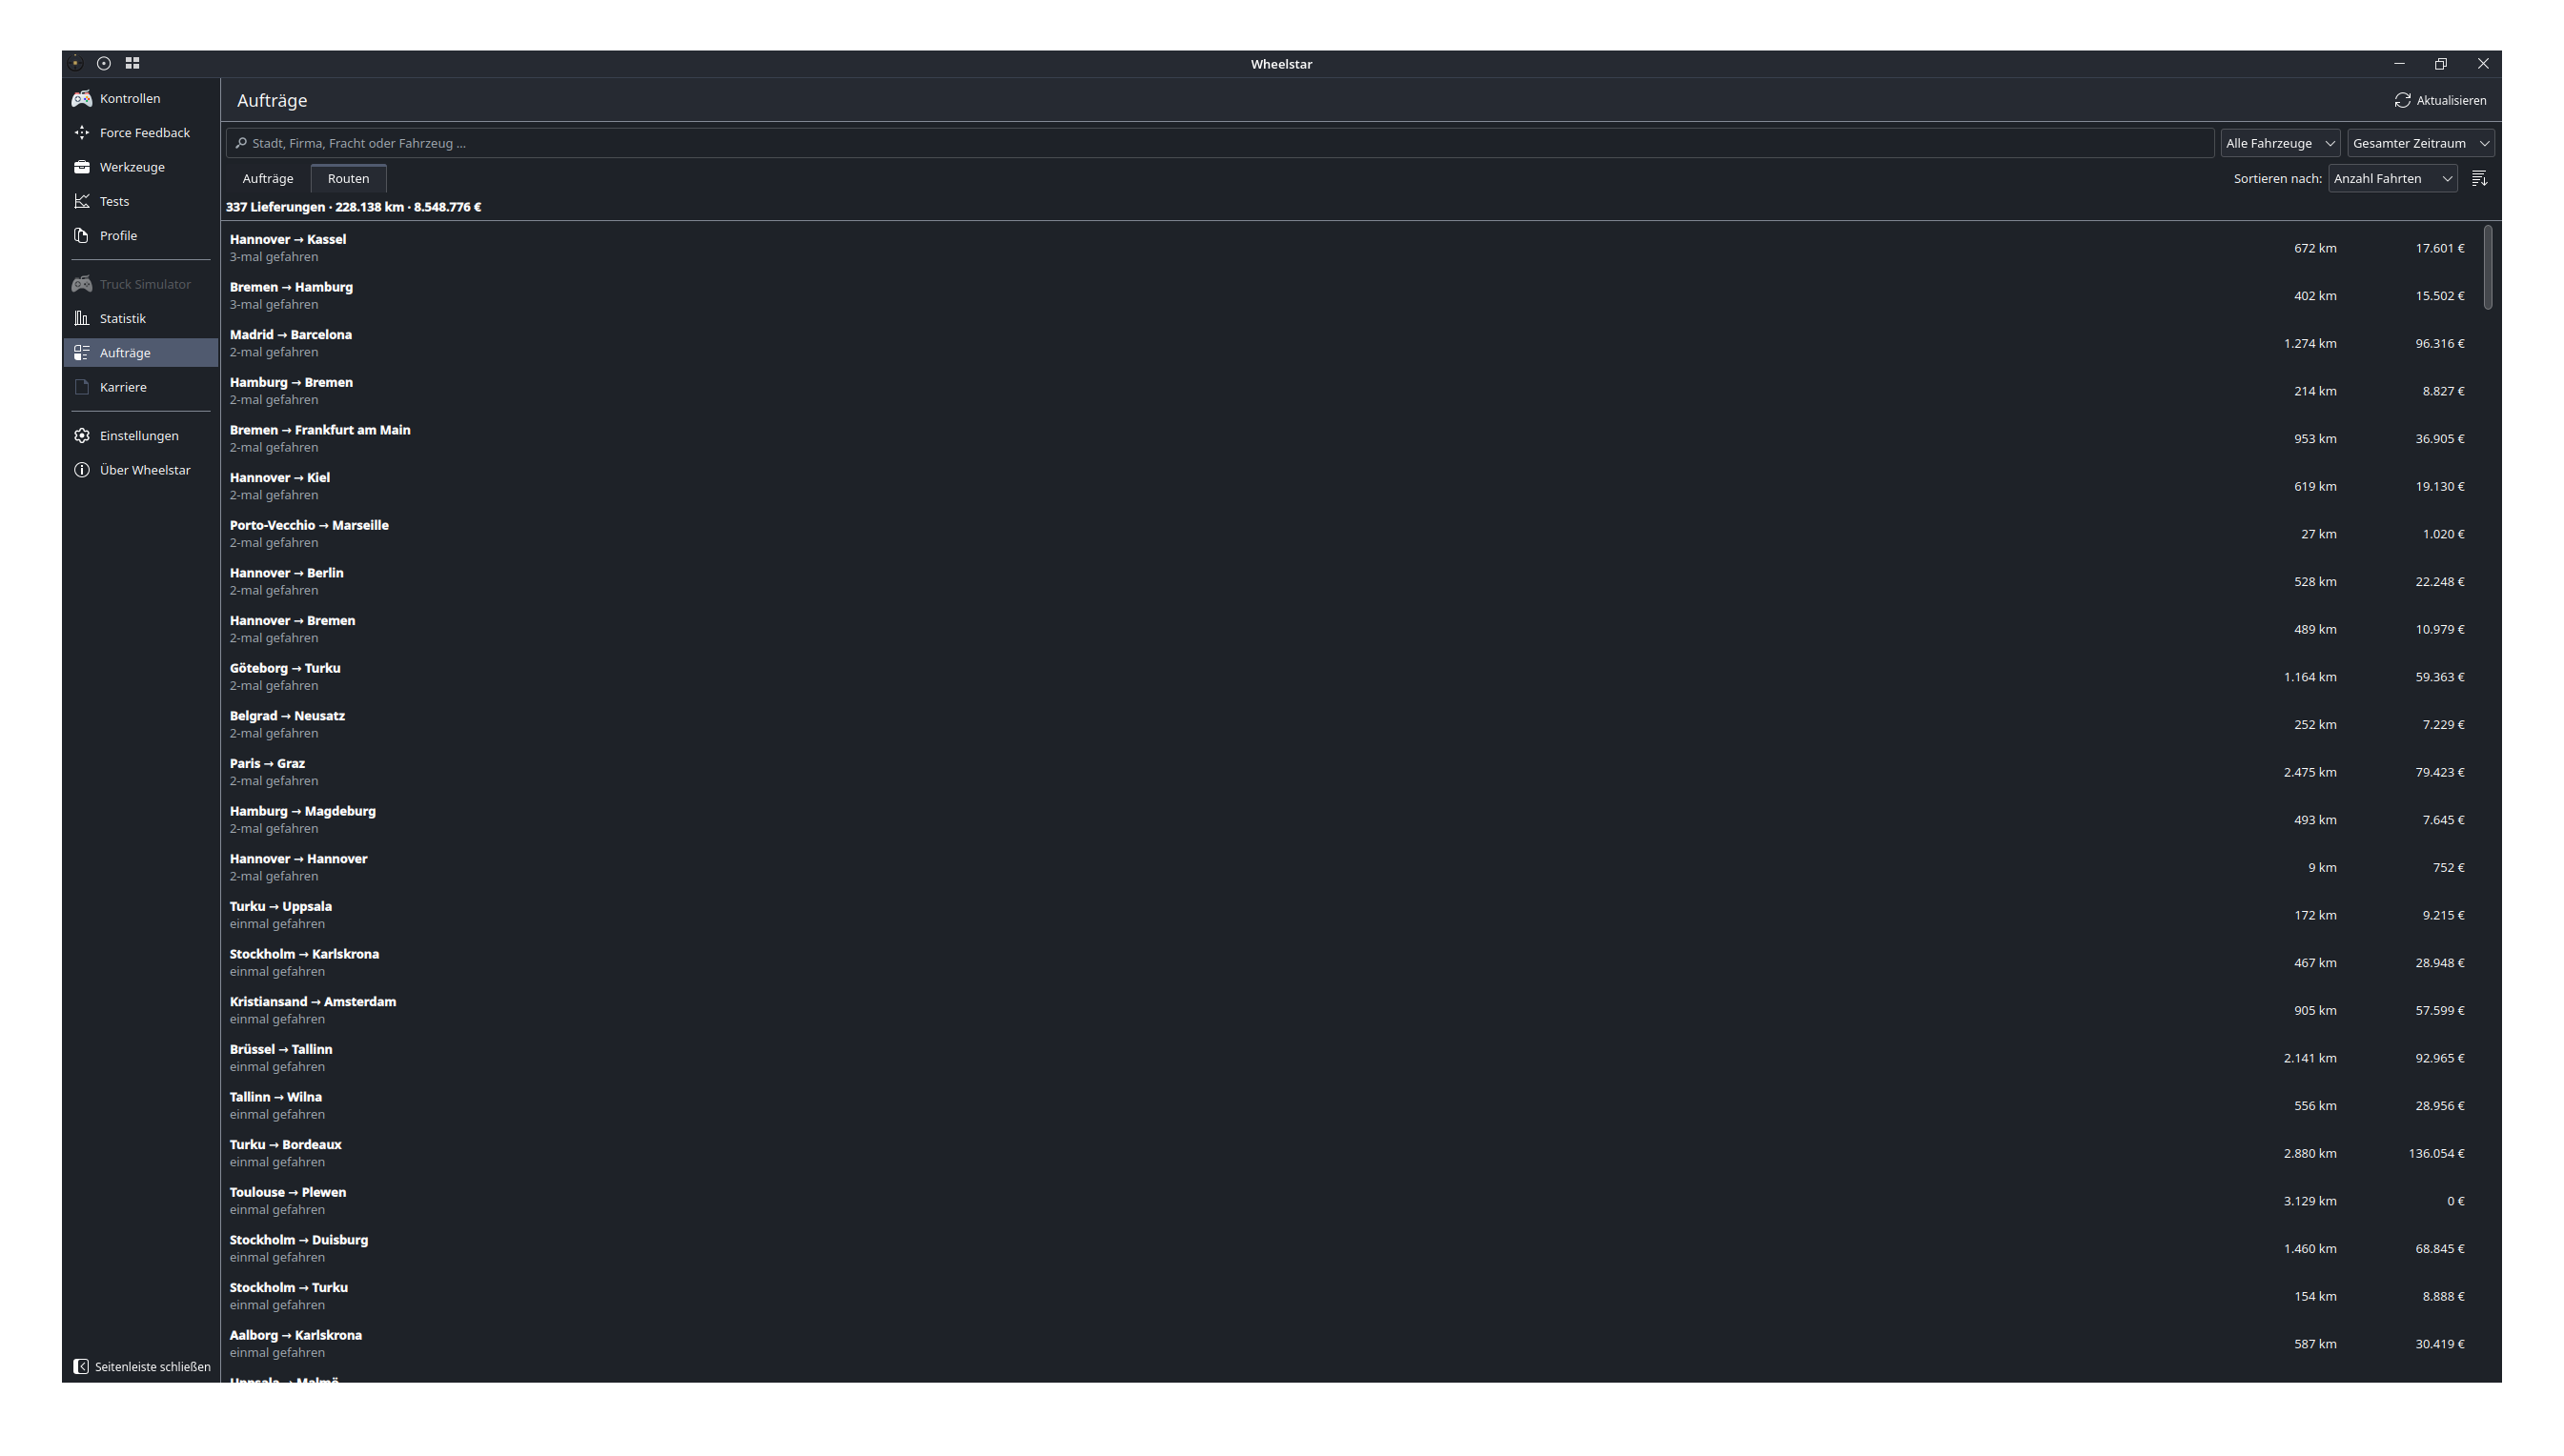 Wheelstar
Kontrollen
Force Feedback
Werkzeuge
Tests
Profile
Truck Simulator
Statistik
Aufträge
Karriere
Einstellungen
Über Wheelstar
Seitenleiste schließen
Aufträge
Aktualisieren
Stadt, Firma, Fracht oder Fahrzeug ...
Alle Fahrzeuge
Gesamter Zeitraum
Aufträge
Routen
Sortieren nach: Anzahl Fahrten
337 Lieferungen · 228.138 km · 8.548.776 €
Hannover → Kassel
3-mal gefahren
672 km 17.601 €
Bremen → Hamburg
3-mal gefahren
402 km 15.502 €
Madrid → Barcelona
2-mal gefahren
1.274 km 96.316 €
Hamburg → Bremen
2-mal gefahren
214 km 8.827 €
Bremen → Frankfurt am Main
2-mal gefahren
953 km 36.905 €
Hannover → Kiel
2-mal gefahren
619 km 19.130 €
Porto-Vecchio → Marseille
2-mal gefahren
27 km 1.020 €
Hannover → Berlin
2-mal gefahren
528 km 22.248 €
Hannover → Bremen
2-mal gefahren
489 km 10.979 €
Göteborg → Turku
2-mal gefahren
1.164 km 59.363 €
Belgrad → Neusatz
2-mal gefahren
252 km 7.229 €
Paris → Graz
2-mal gefahren
2.475 km 79.423 €
Hamburg → Magdeburg
2-mal gefahren
493 km 7.645 €
Hannover → Hannover
2-mal gefahren
9 km 752 €
Turku → Uppsala
einmal gefahren
172 km 9.215 €
Stockholm → Karlskrona
einmal gefahren
467 km 28.948 €
Kristiansand → Amsterdam
einmal gefahren
905 km 57.599 €
Brüssel → Tallinn
einmal gefahren
2.141 km 92.965 €
Tallinn → Wilna
einmal gefahren
556 km 28.956 €
Turku → Bordeaux
einmal gefahren
2.880 km 136.054 €
Toulouse → Plewen
einmal gefahren
3.129 km 0 €
Stockholm → Duisburg
einmal gefahren
1.460 km 68.845 €
Stockholm → Turku
einmal gefahren
154 km 8.888 €
Aalborg → Karlskrona
einmal gefahren
587 km 30.419 €
Uppsala → Malmö